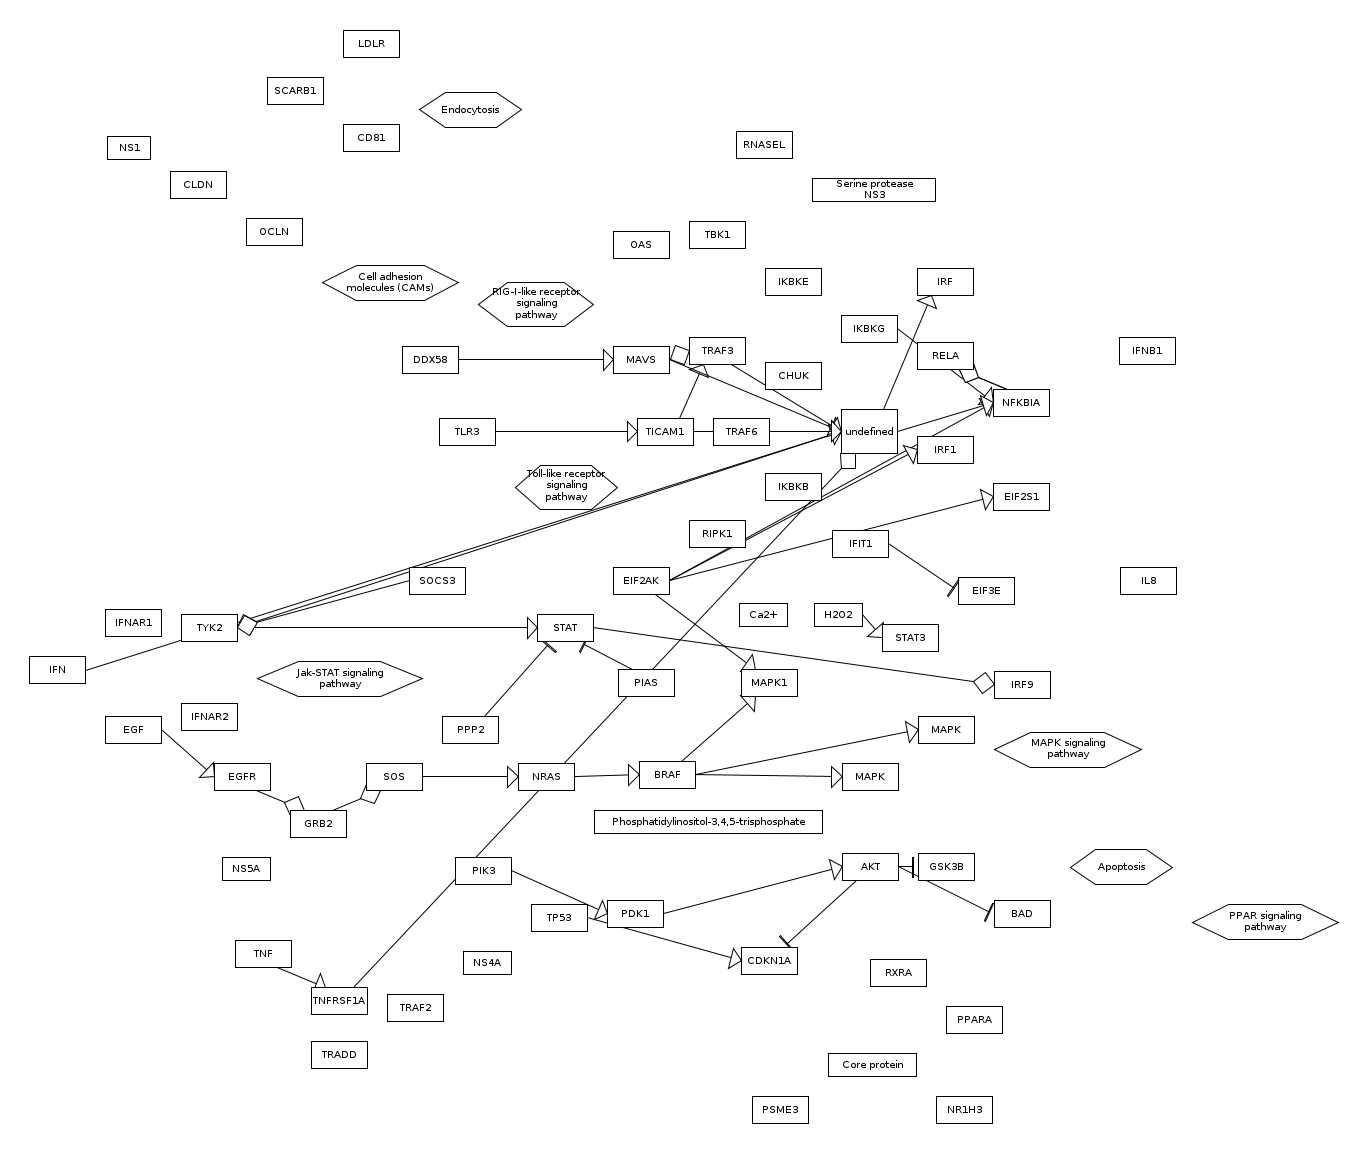 LDLR
SCARB1
Endocytosis
CD81
NS1
RNASEL
CLDN
Serine protease
NS3
OCLN
TBK1
OAS
Cell adhesion
molecules (CAMs)
IKBKE
IRF
RIG-I-like receptor
signaling
pathway
IKBKG
TRAF3
IFNB1
RELA
DDX58
MAVS
CHUK
NFKBIA
TLR3
TICAM1
TRAF6
undefined
IRF1
Toll-like receptor
signaling
pathway
IKBKB
EIF2S1
RIPK1
IFIT1
SOCS3
EIF2AK
IL8
EIF3E
IFNAR1
TYK2
STAT
Ca2+
H2O2
STAT3
IFN
Jak-STAT signaling
pathway
PIAS
MAPK1
IRF9
IFNAR2
EGF
PPP2
MAPK
MAPK signaling
pathway
EGFR
SOS
NRAS
BRAF
MAPK
GRB2
Phosphatidylinositol-3,4,5-trisphosphate
NS5A
PIK3
AKT
GSK3B
Apoptosis
TP53
PDK1
BAD
PPAR signaling
pathway
TNF
NS4A
CDKN1A
RXRA
TNFRSF1A
TRAF2
PPARA
TRADD
Core protein
PSME3
NR1H3